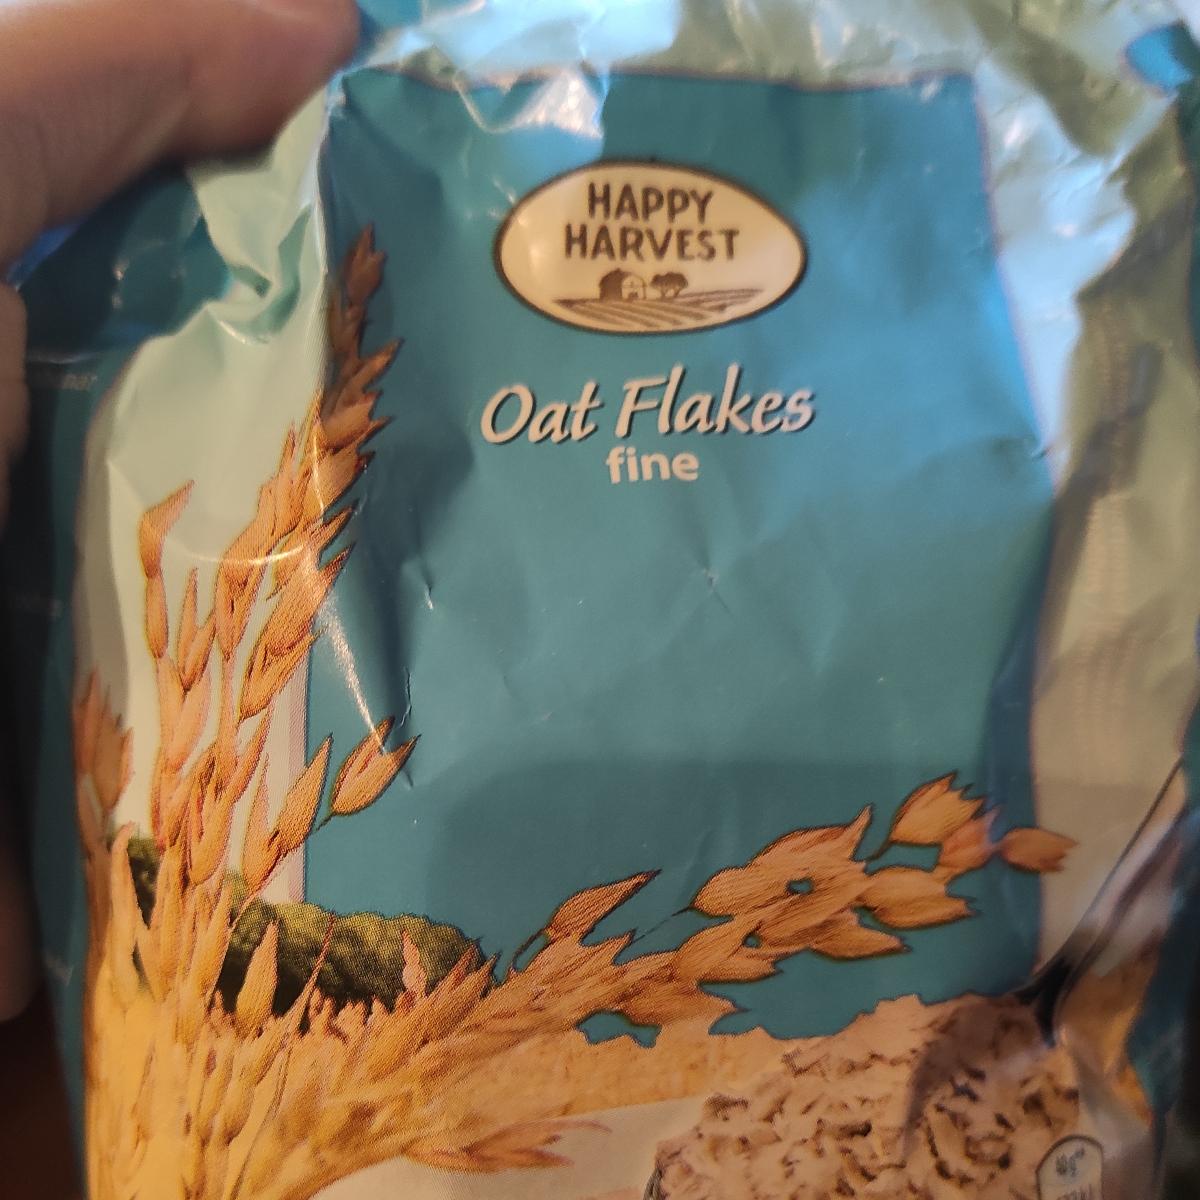 HAPPY
HARVEST
Oat Flakes
fine